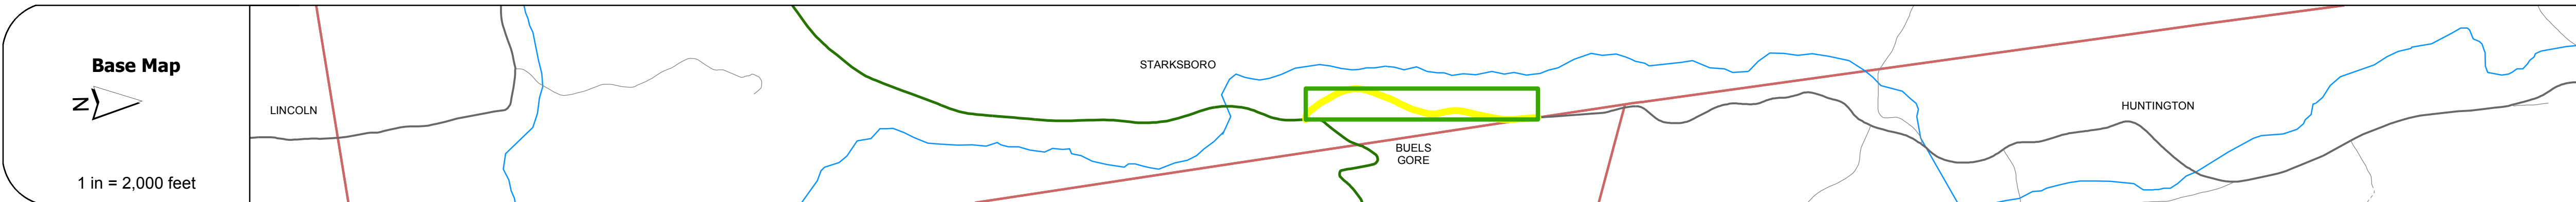 Base Map
N
1 in = 2,000 feet
LINCOLN
STARKSBORO
BUELS
GORE
HUNTINGTON